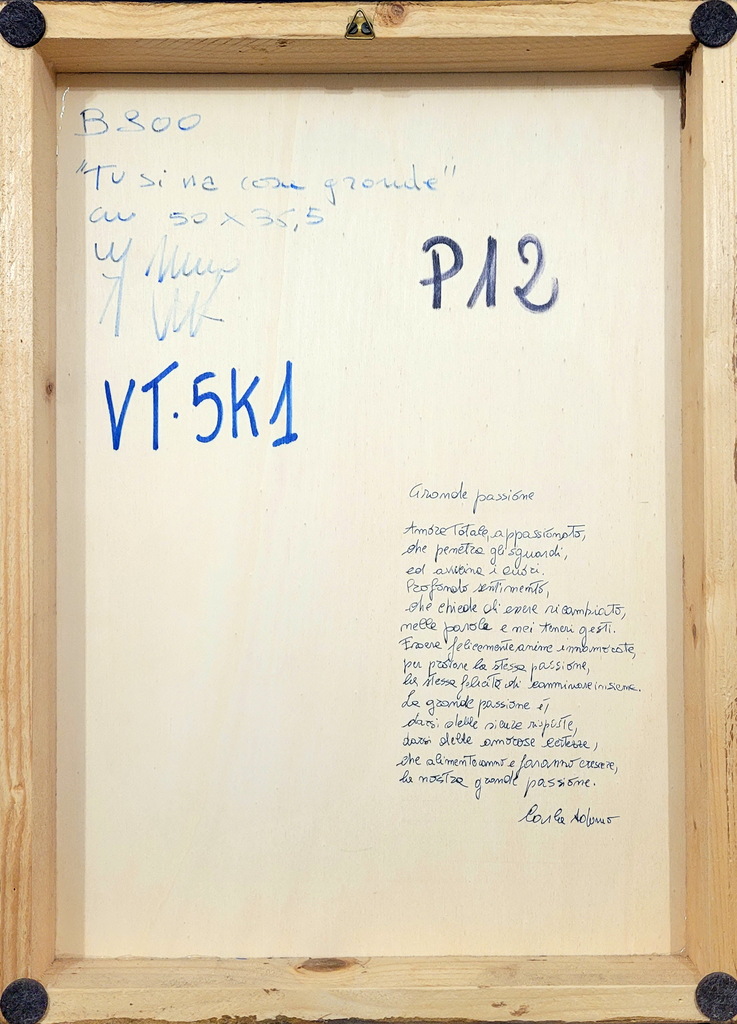 B300
"Tu si na cosa grande"
cm 50 x 35,5
P12
VT.5K1
Grande passione
Amore totale, appassionato,
che penetra gli sguardi,
ed avvicina i cuori.
Profondo sentimento,
che chiede di essere ricambiato,
nelle parole e nei teneri gesti.
Essere felicemente anime innamorate,
per provare la stessa passione,
la stessa felicità di camminare insieme.
La grande passione è,
darsi delle sicure risposte,
darsi delle amorose certezze,
che alimenteranno e faranno crescere,
la nostra grande passione.
Carla